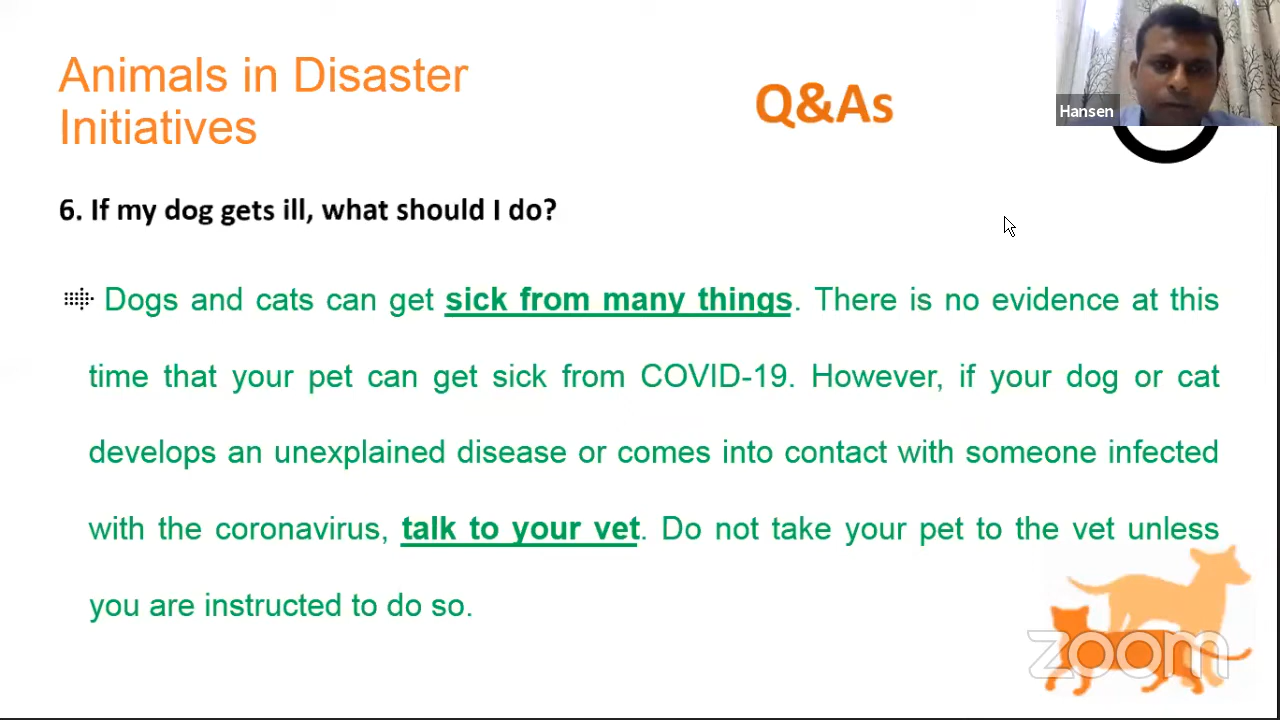 Animals in Disaster
Initiatives
Q&As
Hansen
6. If my dog gets ill, what should I do?
Dogs and cats can get sick from many things. There is no evidence at this
time that your pet can get sick from COVID-19. However, if your dog or cat
develops an unexplained disease or comes into contact with someone infected
with the coronavirus, talk to your vet. Do not take your pet to the vet unless
you are instructed to do so.
zoom